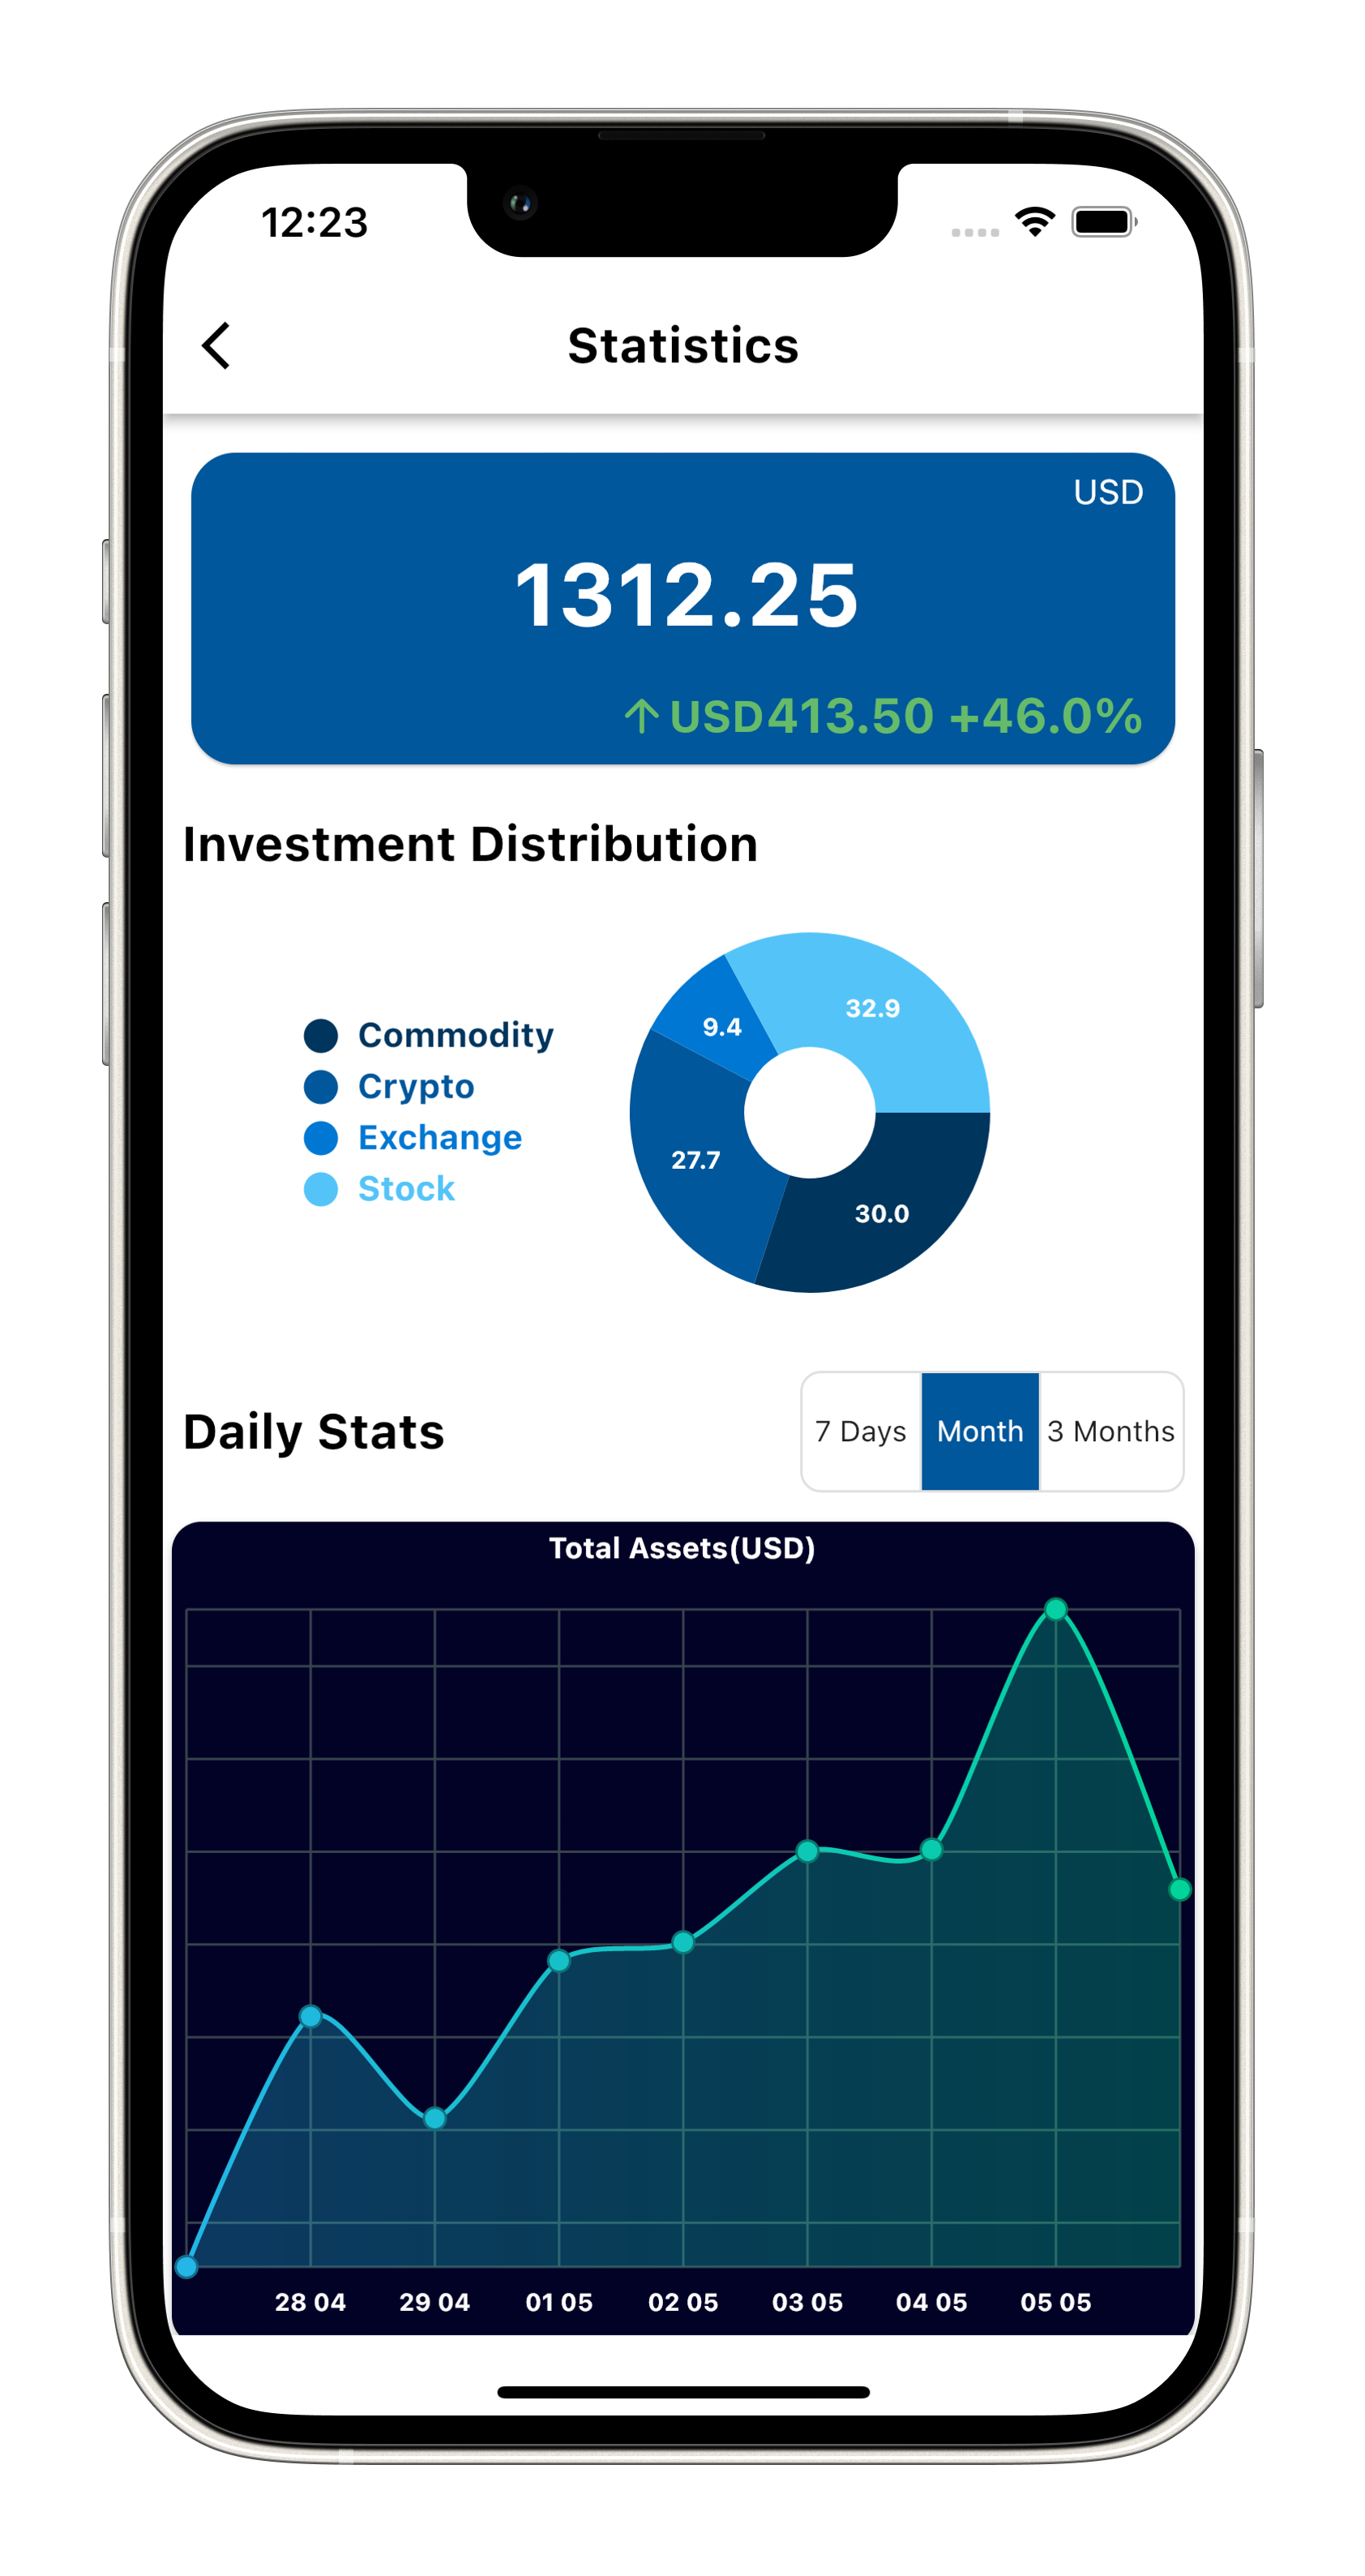 12:23
Statistics
USD
1312.25
↑USD413.50 +46.0%
Investment Distribution
Commodity
Crypto
Exchange
Stock
32.9
9.4
27.7
30.0
Daily Stats
7 Days Month 3 Months
Total Assets(USD)
28 04 29 04 01 05 02 05 03 05 04 05 05 05